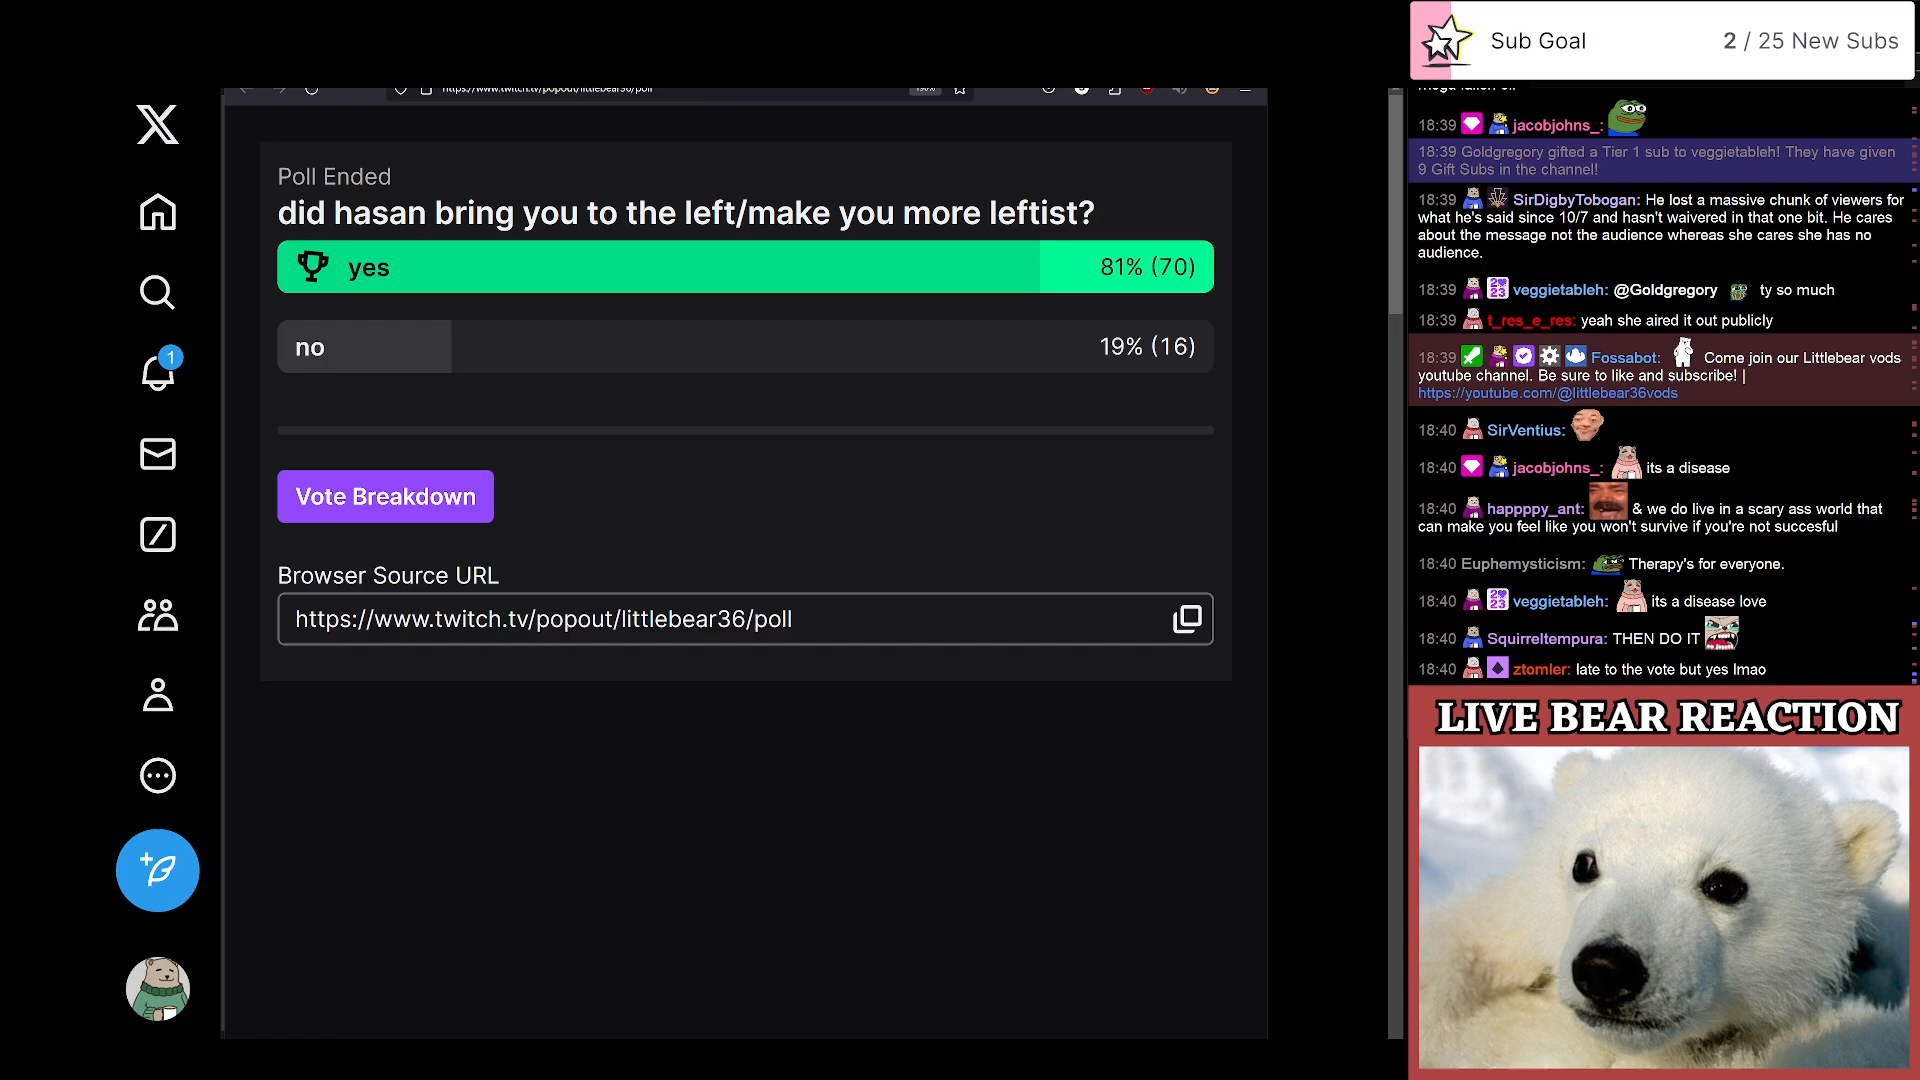 Sub Goal 2 / 25 New Subs
https://www.twitch.tv/popout/littlebear36/poll
Poll Ended
did hasan bring you to the left/make you more leftist?
yes 81% (70)
no 19% (16)
Vote Breakdown
Browser Source URL
https://www.twitch.tv/popout/littlebear36/poll
1
18:39 jacobjohns_:
18:39 Goldgregory gifted a Tier 1 sub to veggietableh! They have given
9 Gift Subs in the channel!
18:39 SirDigbyTobogan: He lost a massive chunk of viewers for
what he's said since 10/7 and hasn't waivered in that one bit. He cares
about the message not the audience whereas she cares she has no
audience.
18:39 veggietableh: @Goldgregory ty so much
18:39 t_res_e_res: yeah she aired it out publicly
18:39 Fossabot: Come join our Littlebear vods
youtube channel. Be sure to like and subscribe! |
https://youtube.com/@littlebear36vods
18:40 SirVentius:
18:40 jacobjohns_: its a disease
18:40 happppy_ant: & we do live in a scary ass world that
can make you feel like you won't survive if you're not succesful
18:40 Euphemysticism: Therapy's for everyone.
18:40 veggietableh: its a disease love
18:40 Squirreltempura: THEN DO IT
18:40 ztomler: late to the vote but yes lmao
LIVE BEAR REACTION